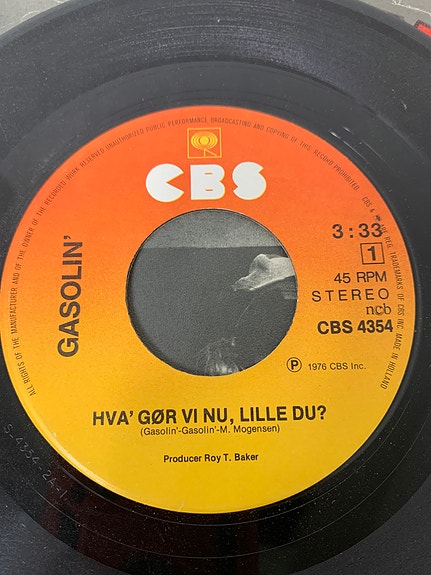 ALL RIGHTS OF THE MANUFACTURER AND OF THE OWNER OF THE RECORDED WORK RESERVED UNAUTHORIZED PUBLIC PERFORMANCE BROADCASTING AND COPYING OF THIS RECORD PROHIBITED
CBS
3:33
1
45 RPM
STEREO
ncb
CBS 4354
GASOLIN'
℗ 1976 CBS Inc.
HVA' GØR VI NU, LILLE DU?
(Gasolin'-Gasolin'-M. Mogensen)
Producer Roy T. Baker
TRADEMARKS OF CBS INC. MADE IN HOLLAND